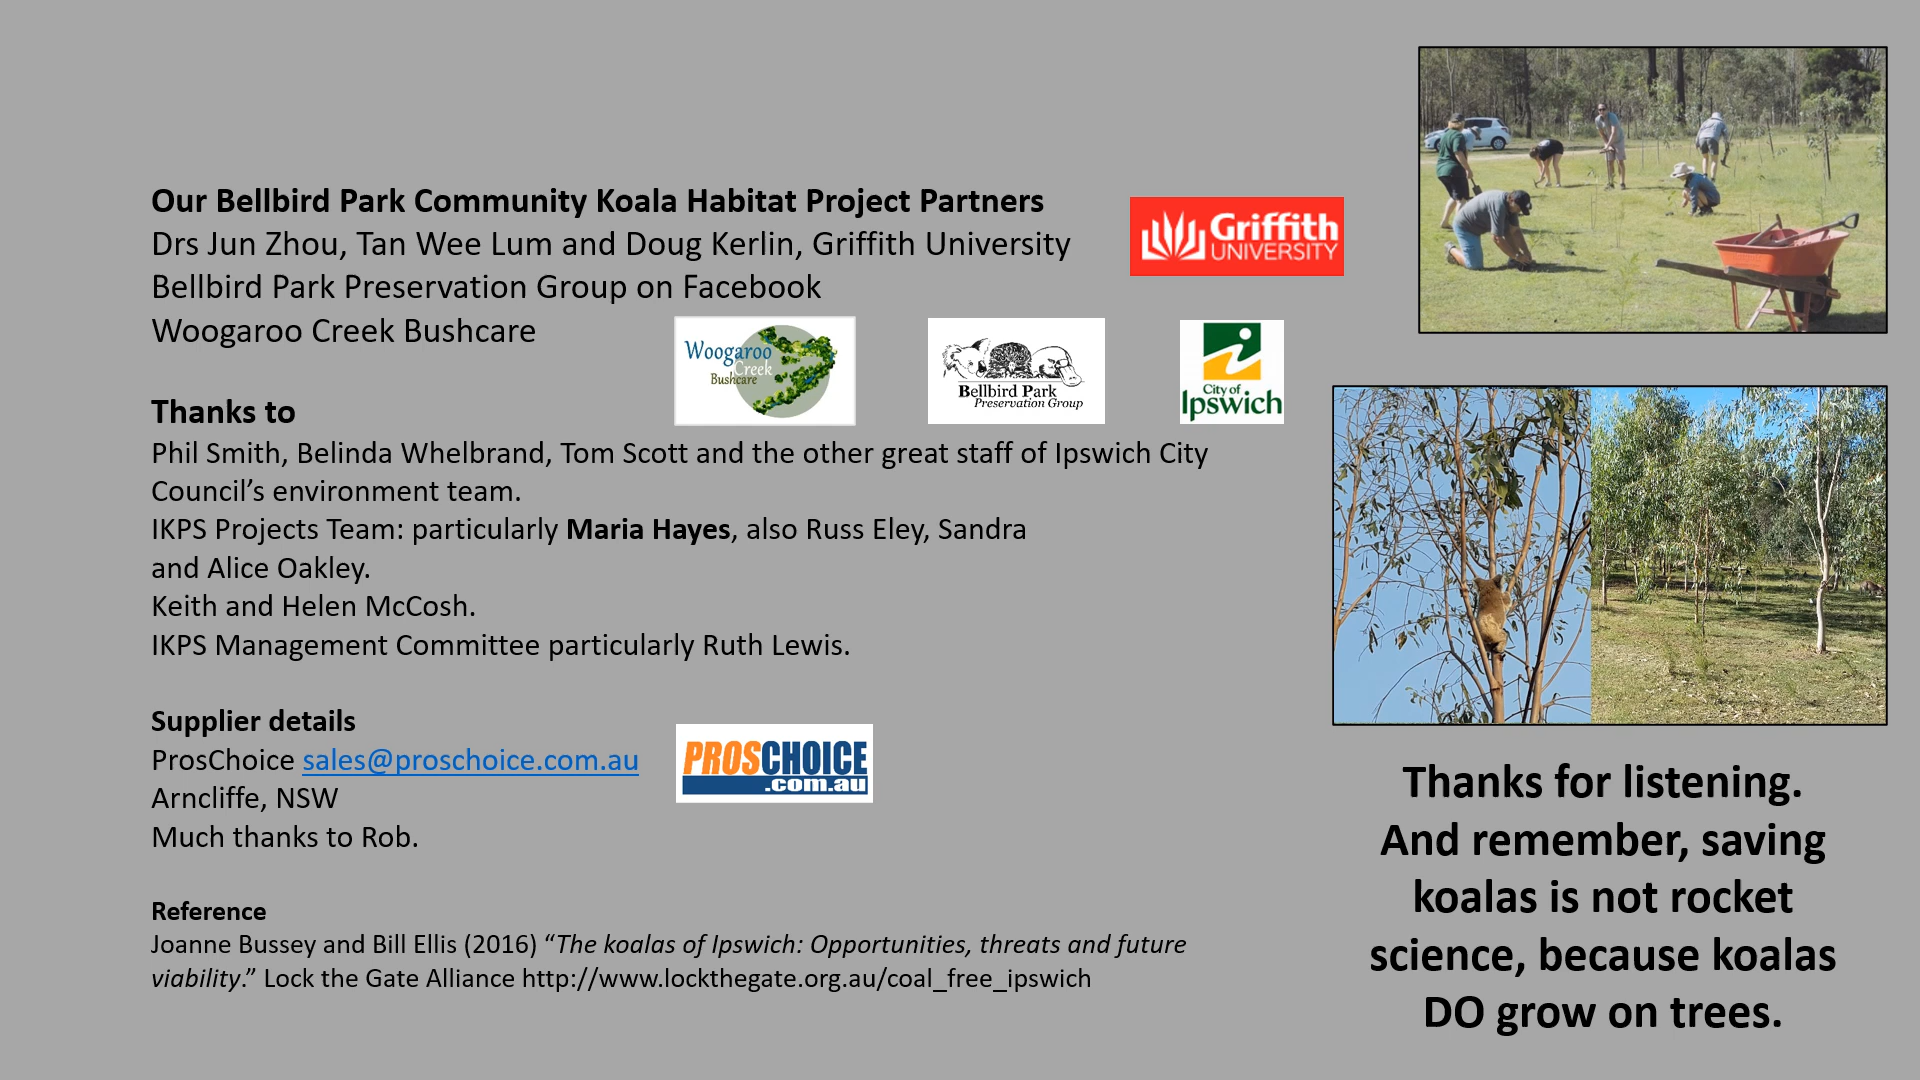 Our Bellbird Park Community Koala Habitat Project Partners
Drs Jun Zhou, Tan Wee Lum and Doug Kerlin, Griffith University
Bellbird Park Preservation Group on Facebook
Woogaroo Creek Bushcare
Griffith
UNIVERSITY
Woogaroo
Creek
Bushcare
Bellbird Park
Preservation Group
City of
Ipswich
Thanks to
Phil Smith, Belinda Whelbrand, Tom Scott and the other great staff of Ipswich City
Council’s environment team.
IKPS Projects Team: particularly Maria Hayes, also Russ Eley, Sandra
and Alice Oakley.
Keith and Helen McCosh.
IKPS Management Committee particularly Ruth Lewis.
Supplier details
ProsChoice sales@proschoice.com.au
Arncliffe, NSW
Much thanks to Rob.
PROSCHOICE
.com.au
Reference
Joanne Bussey and Bill Ellis (2016) “The koalas of Ipswich: Opportunities, threats and future
viability.” Lock the Gate Alliance http://www.lockthegate.org.au/coal_free_ipswich
Thanks for listening.
And remember, saving
koalas is not rocket
science, because koalas
DO grow on trees.